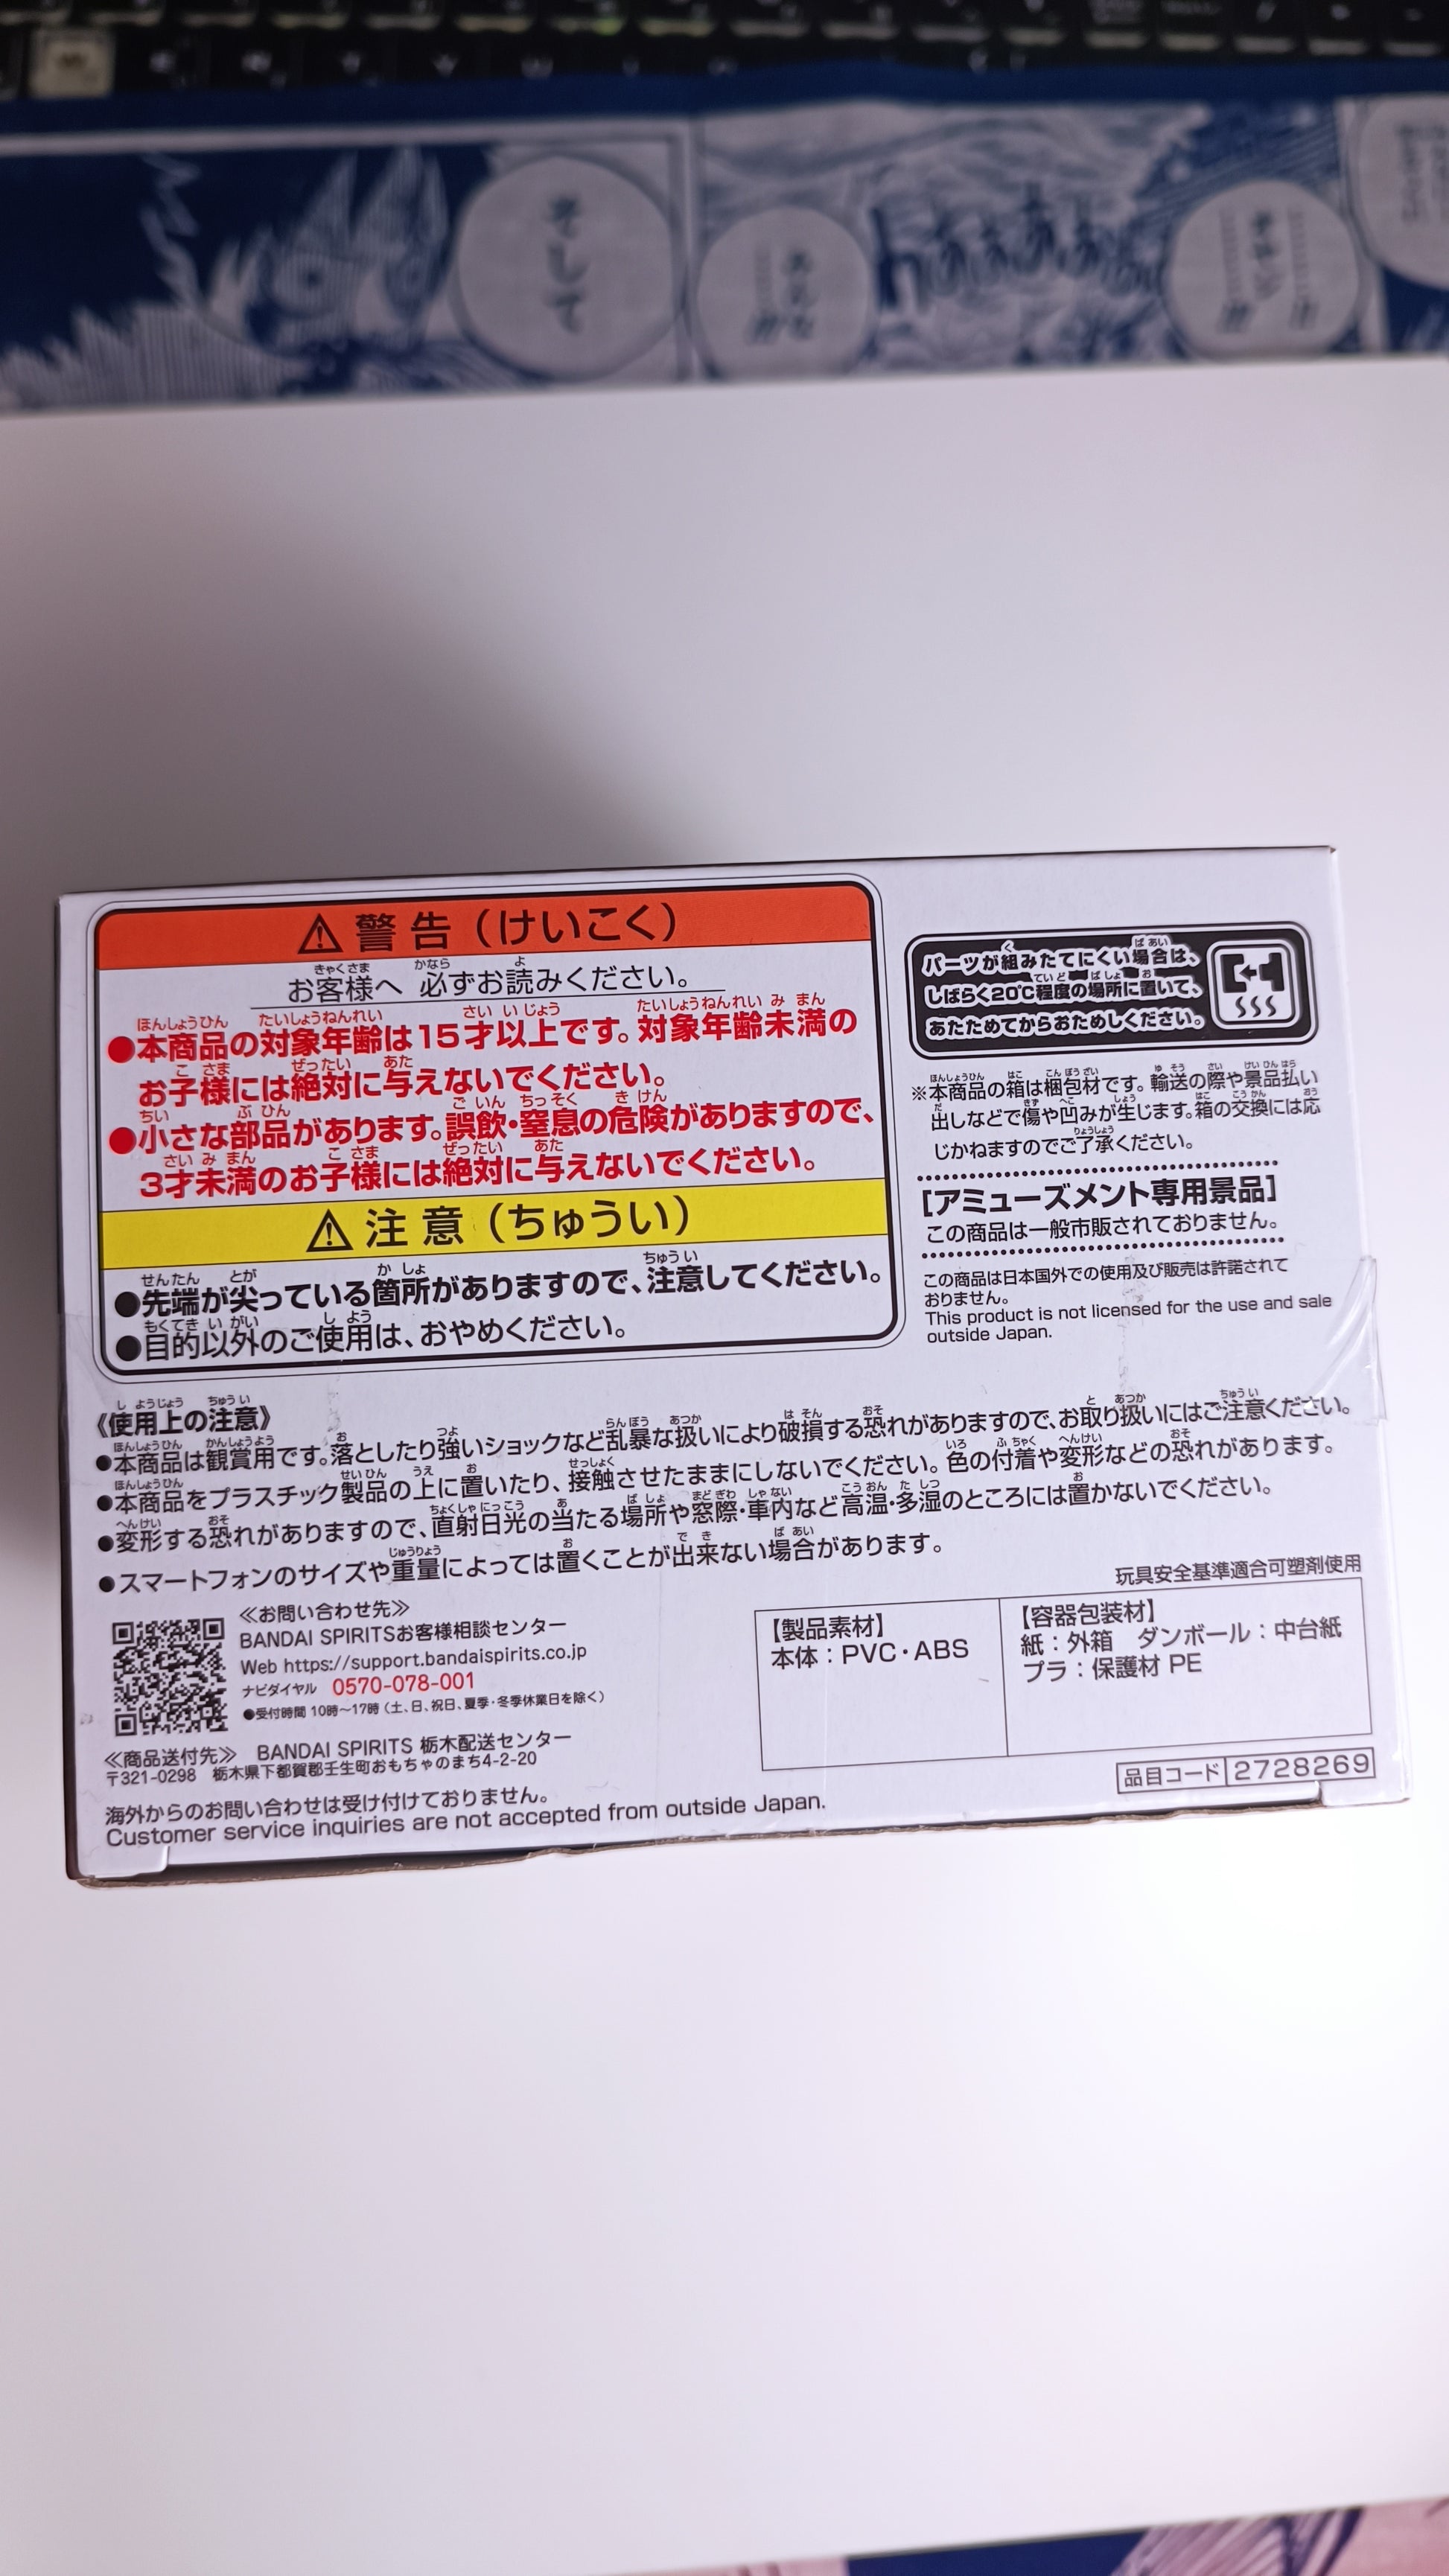 そして
⚠ 警告（けいこく）
お客様へ 必ずお読みください。
●本商品の対象年齢は15才以上です。対象年齢未満の
お子様には絶対に与えないでください。
●小さな部品があります。誤飲・窒息の危険がありますので、
3才未満のお子様には絶対に与えないでください。
⚠ 注意（ちゅうい）
●先端が尖っている箇所がありますので、注意してください。
●目的以外のご使用は、おやめください。
パーツが組みたてにくい場合は、
しばらく20℃程度の場所に置いて、
あたためてからおためしください。
※本商品の箱は梱包材です。輸送の際や景品払い
出しなどで傷や凹みが生じます。箱の交換には応
じかねますのでご了承ください。
[アミューズメント専用景品]
この商品は一般市販されておりません。
この商品は日本国外での使用及び販売は許諾されて
おりません。
This product is not licensed for the use and sale
outside Japan.
《使用上の注意》
●本商品は観賞用です。落としたり強いショックなど乱暴な扱いにより破損する恐れがありますので、お取り扱いにはご注意ください。
●本商品をプラスチック製品の上に置いたり、接触させたままにしないでください。色の付着や変形などの恐れがあります。
●変形する恐れがありますので、直射日光の当たる場所や窓際・車内など高温・多湿のところには置かないでください。
●スマートフォンのサイズや重量によっては置くことが出来ない場合があります。
≪お問い合わせ先≫
BANDAI SPIRITSお客様相談センター
Web https://support.bandaispirits.co.jp
ナビダイヤル 0570-078-001
●受付時間 10時～17時（土、日、祝日、夏季・冬季休業日を除く）
≪商品送付先≫ BANDAI SPIRITS 栃木配送センター
〒321-0298 栃木県下都賀郡壬生町おもちゃのまち4-2-20
海外からのお問い合わせは受け付けておりません。
Customer service inquiries are not accepted from outside Japan.
玩具安全基準適合可塑剤使用
【製品素材】
本体：PVC・ABS
【容器包装材】
紙：外箱 ダンボール：中台紙
プラ：保護材 PE
品目コード 2728269